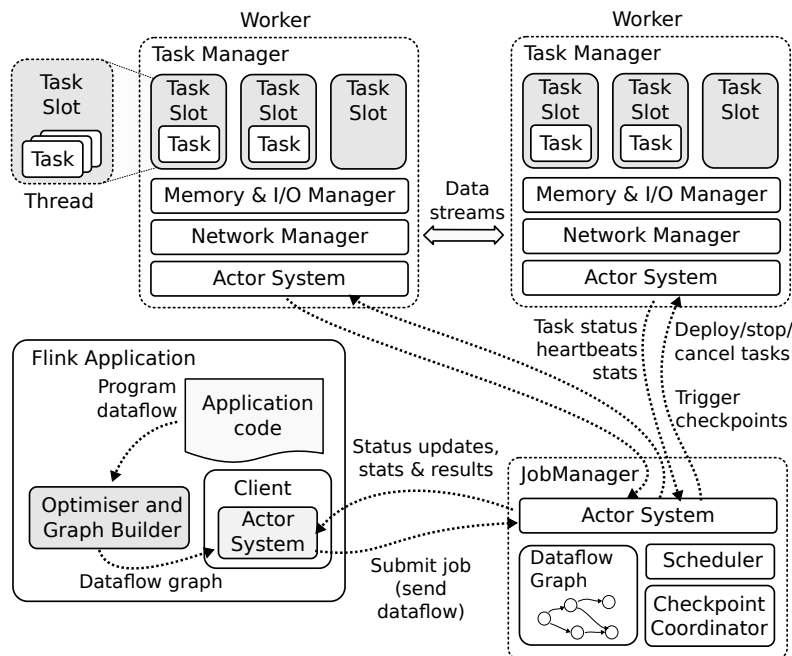 Worker
Task Manager
Task
Slot
Task
Thread
Task
Slot
Task
Task
Slot
Task
Task
Slot
Memory & I/O Manager
Network Manager
Actor System
Data
streams
Worker
Task Manager
Task
Slot
Task
Task
Slot
Task
Task
Slot
Memory & I/O Manager
Network Manager
Actor System
Task status
heartbeats
stats
Deploy/stop/
cancel tasks
Trigger
checkpoints
Flink Application
Program
dataflow
Application
code
Optimiser and
Graph Builder
Client
Actor
System
Dataflow graph
Status updates,
stats & results
Submit job
(send
dataflow)
JobManager
Actor System
Dataflow
Graph
Scheduler
Checkpoint
Coordinator